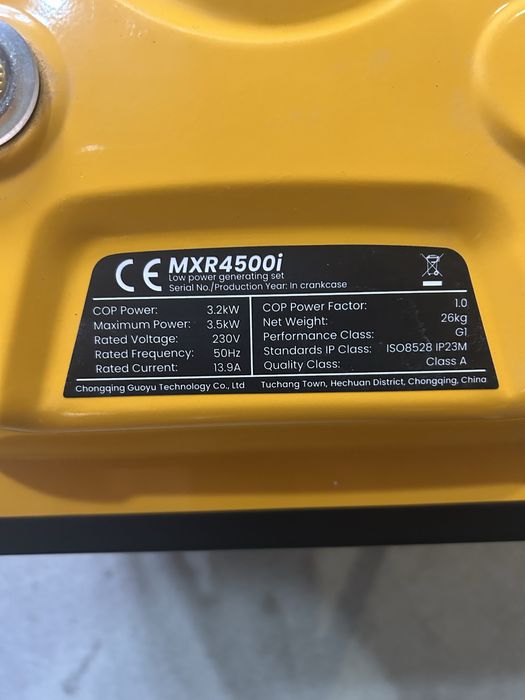 CE MXR4500i
Low power generating set
Serial No./Production Year: In crankcase
COP Power: 3.2kW
Maximum Power: 3.5kW
Rated Voltage: 230V
Rated Frequency: 50Hz
Rated Current: 13.9A
COP Power Factor: 1.0
Net Weight: 26kg
Performance Class: G1
Standards IP Class: ISO8528 IP23M
Quality Class: Class A
Chongqing Guoyu Technology Co., Ltd Tuchang Town, Hechuan District, Chongqing, China